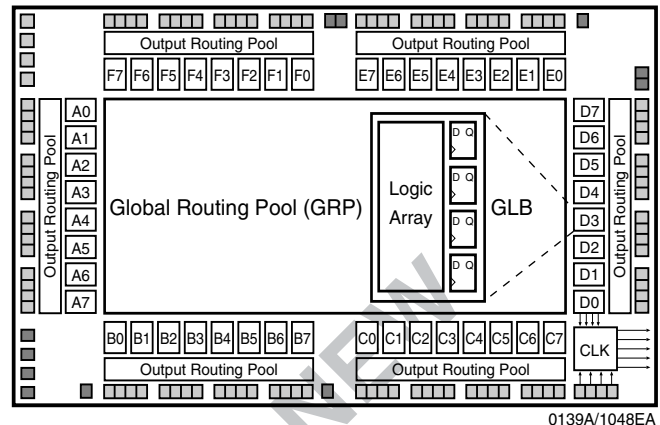 Output Routing Pool Output Routing Pool
F7 F6 F5 F4 F3 F2 F1 F0 E7 E6 E5 E4 E3 E2 E1 E0
Output Routing Pool
A0
A1
A2
A3
A4
A5
A6
A7
Global Routing Pool (GRP)
Logic
Array
D Q
D Q
D Q
D Q
GLB
D7
D6
D5
D4
D3
D2
D1
D0
Output Routing Pool
B0 B1 B2 B3 B4 B5 B6 B7 C0 C1 C2 C3 C4 C5 C6 C7
CLK
Output Routing Pool Output Routing Pool
NEW
0139A/1048EA